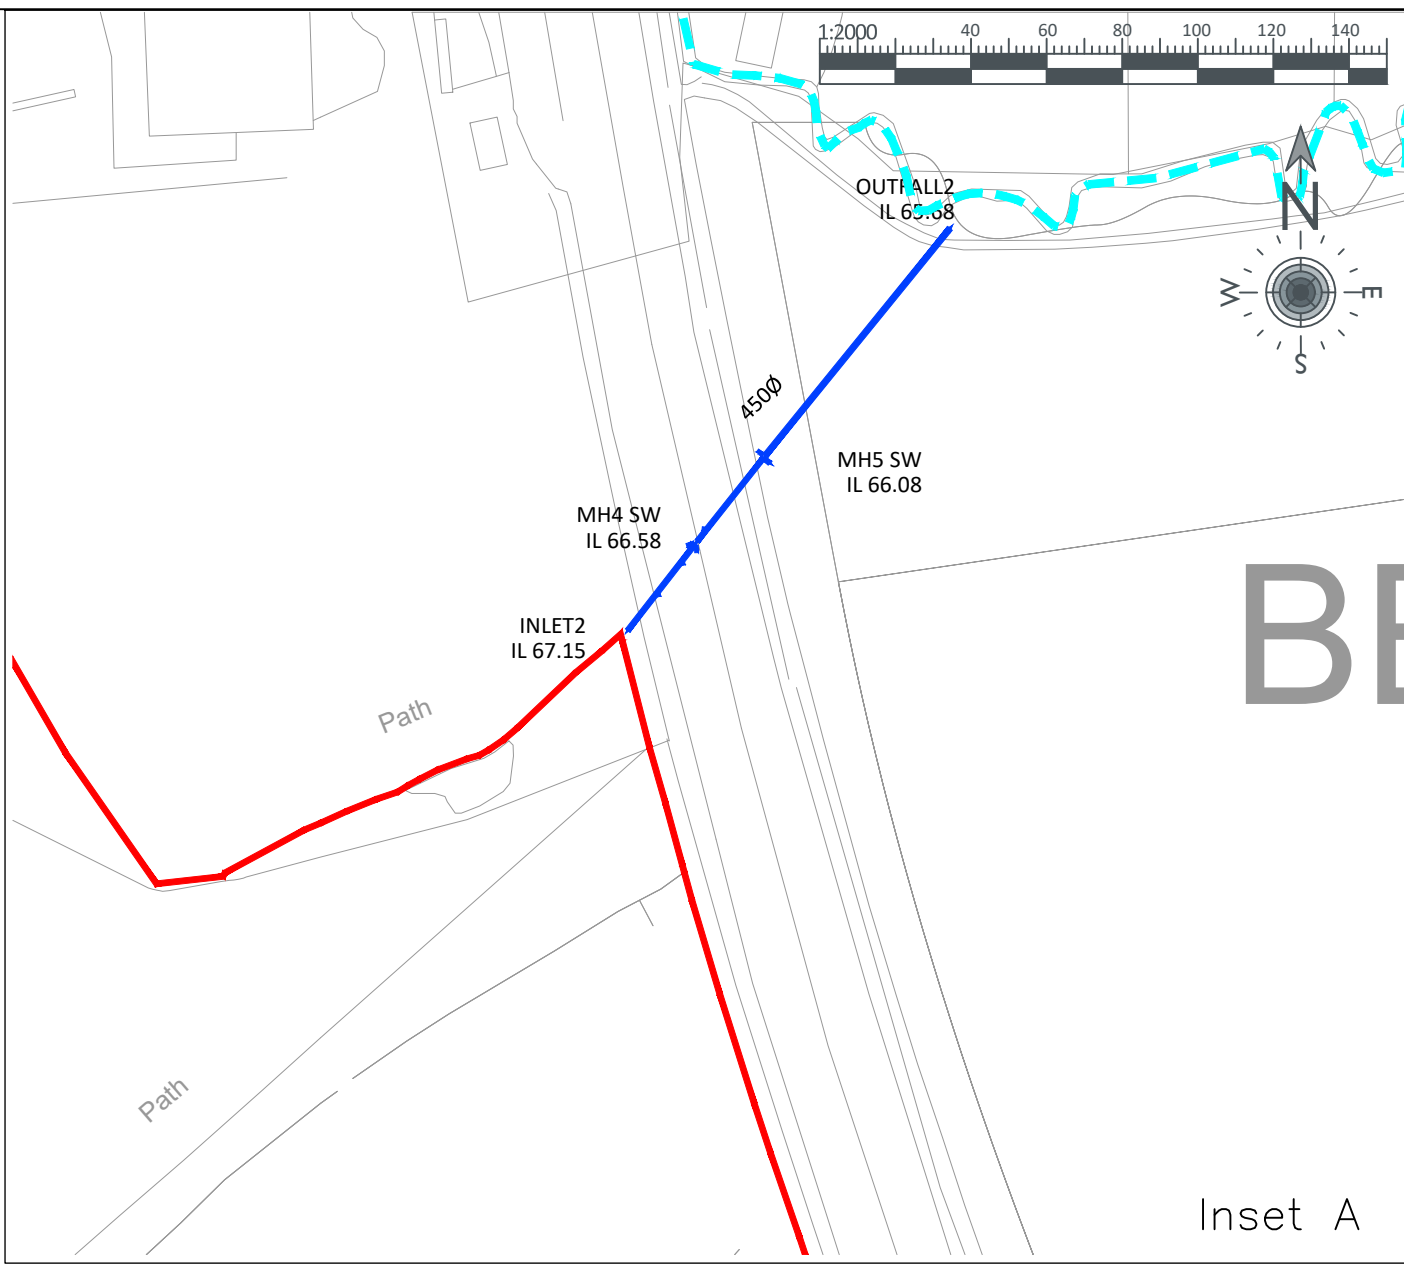 1:2000 40 60 80 100 120 140
OUTFALL2
IL 65.68
N
W
E
S
450Ø
MH5 SW
IL 66.08
MH4 SW
IL 66.58
INLET2
IL 67.15
BE
Path
Path
Inset A